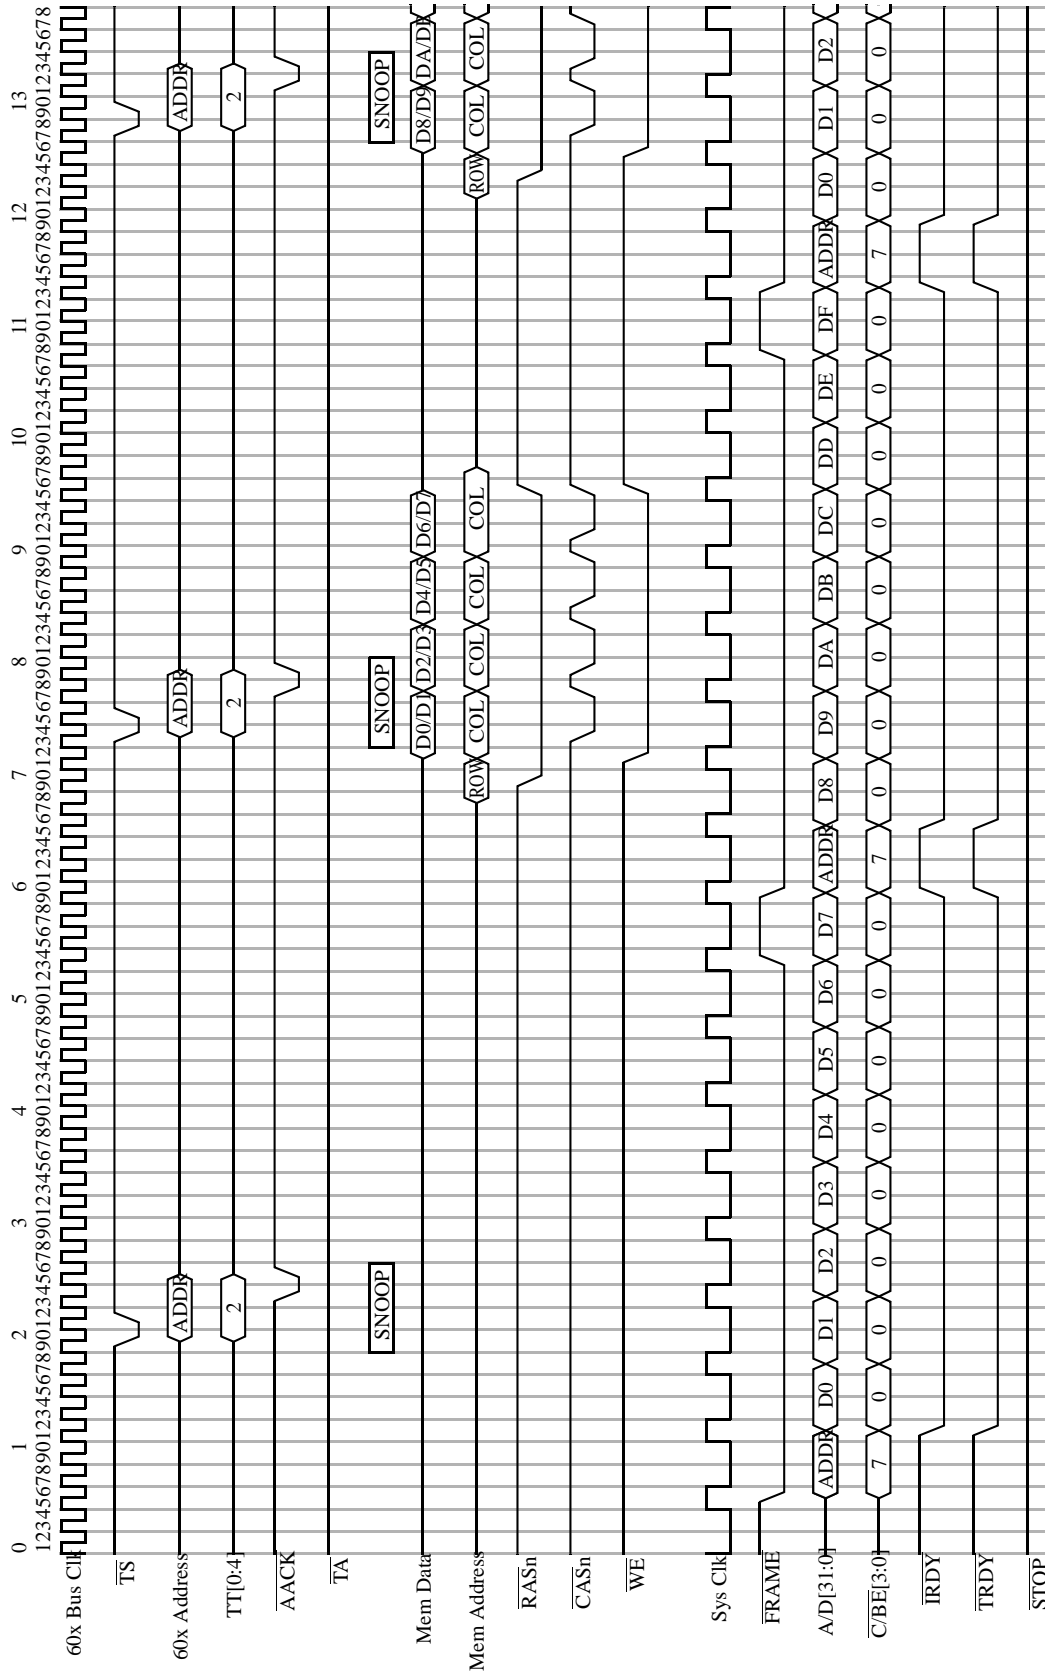 0 1 2 3 4 5 6 7 8 9 10 11 12 13
123456789012345678901234567890123456789012345678901234567890123456789012345678901234567890123456789012345678901234567890123456789012345678
60x Bus Clk
TS
60x Address ADDR ADDR ADDR
TT[0:4] 2 2 2
AACK
TA
SNOOP SNOOP SNOOP
Mem Data D0/D1 D2/D3 D4/D5 D6/D7 D8/D9 DA/DB
Mem Address ROW COL COL COL COL ROW COL COL
RASn
CASn
WE
Sys Clk
FRAME
A/D[31:0] ADDR D0 D1 D2 D3 D4 D5 D6 D7 ADDR D8 D9 DA DB DC DD DE DF ADDR D0 D1 D2
C/BE[3:0] 7 0 0 0 0 0 0 0 0 7 0 0 0 0 0 0 0 0 7 0 0 0
IRDY
TRDY
STOP